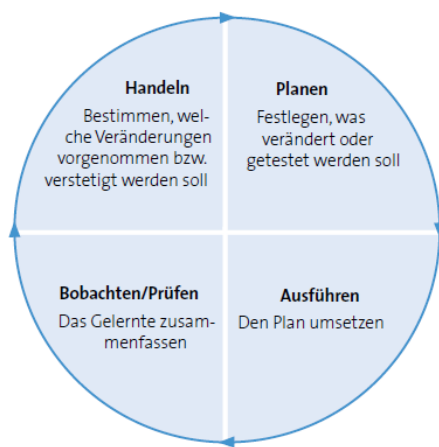 Handeln
Bestimmen, wel-
che Veränderungen
vorgenommen bzw.
verstetigt werden soll
Planen
Festlegen, was
verändert oder
getestet werden soll
Bobachten/Prüfen
Das Gelernte zusam-
menfassen
Ausführen
Den Plan umsetzen